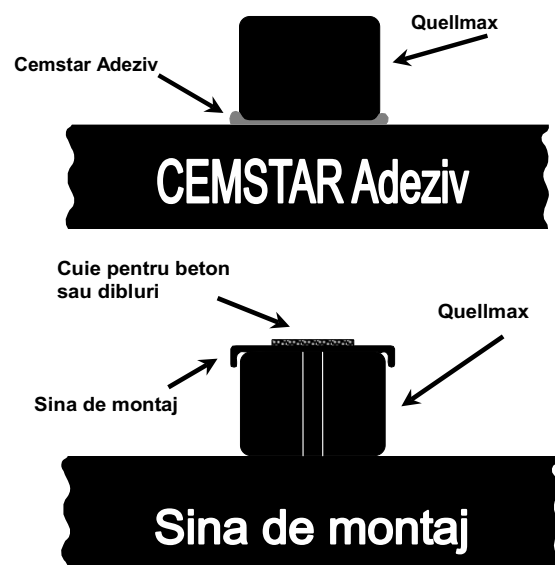 Quellmax
Cemstar Adeziv
CEMSTAR Adeziv
Cuie pentru beton
sau dibluri
Quellmax
Sina de montaj
Sina de montaj